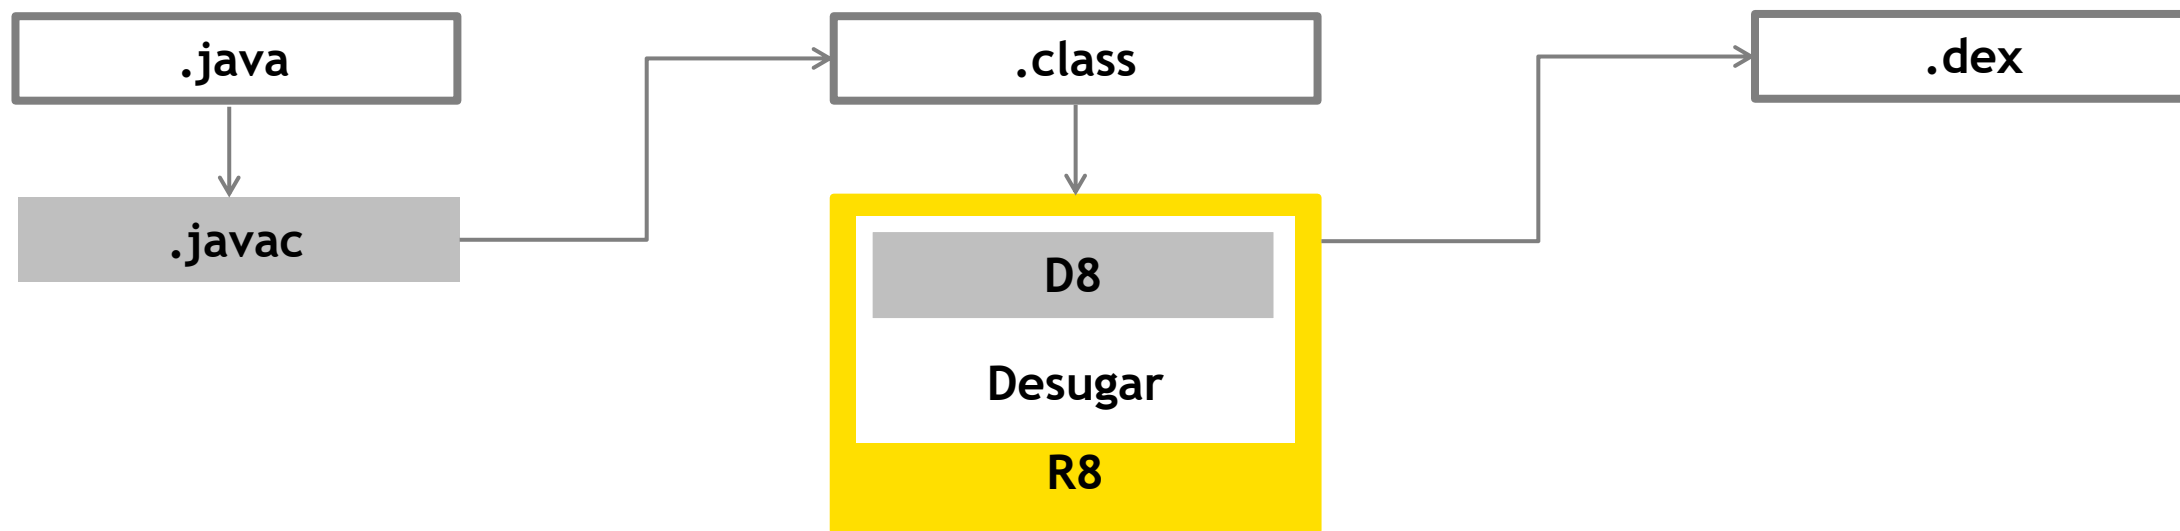 .java
.class
.dex
.javac
D8
Desugar
R8